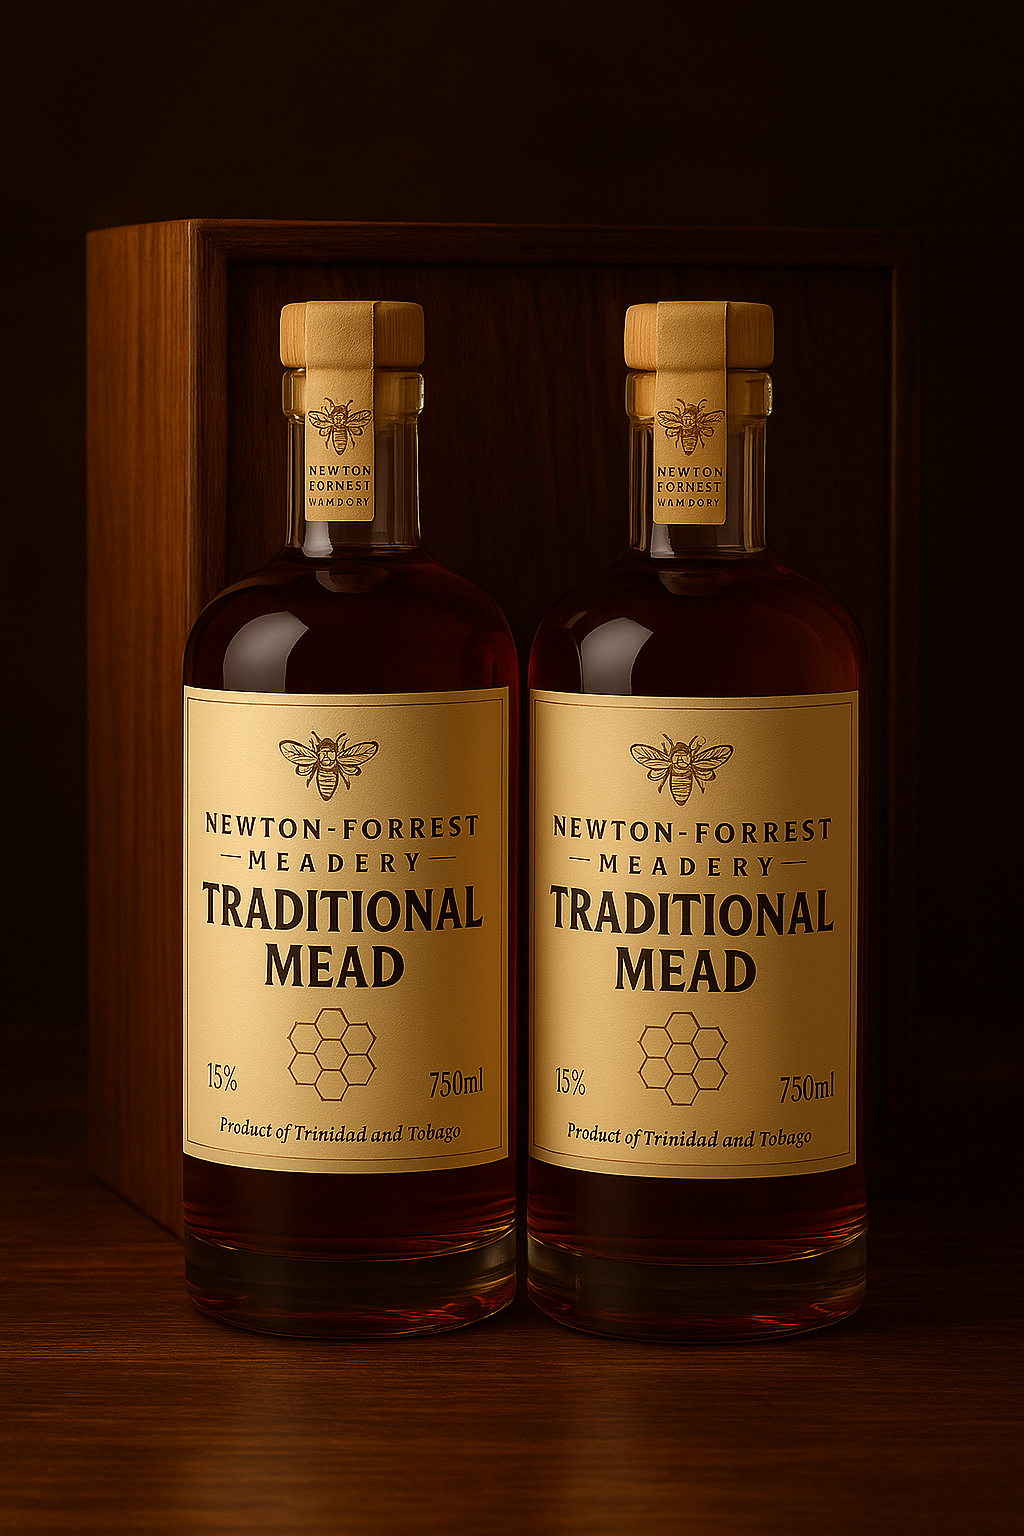 NEWTON
FORNEST
WAMDORY
NEWTON
FORNEST
WAMDORY
NEWTON-FORREST
MEADERY
TRADITIONAL
MEAD
15%
750ml
Product of Trinidad and Tobago
NEWTON-FORREST
MEADERY
TRADITIONAL
MEAD
15%
750ml
Product of Trinidad and Tobago